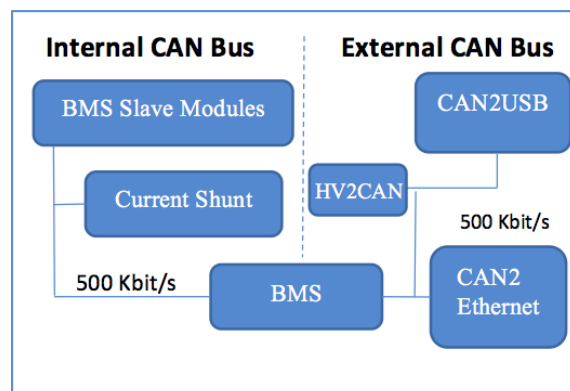 Internal CAN Bus
External CAN Bus
BMS Slave Modules
CAN2USB
HV2CAN
Current Shunt
500 Kbit/s
500 Kbit/s
BMS
CAN2
Ethernet